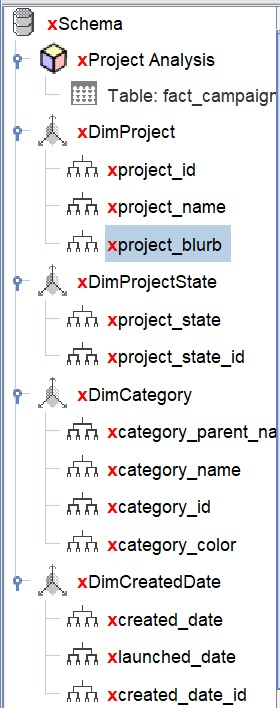 xSchema
xProject Analysis
Table: fact_campaign
xDimProject
xproject_id
xproject_name
xproject_blurb
xDimProjectState
xproject_state
xproject_state_id
xDimCategory
xcategory_parent_na
xcategory_name
xcategory_id
xcategory_color
xDimCreatedDate
xcreated_date
xlaunched_date
xcreated_date_id